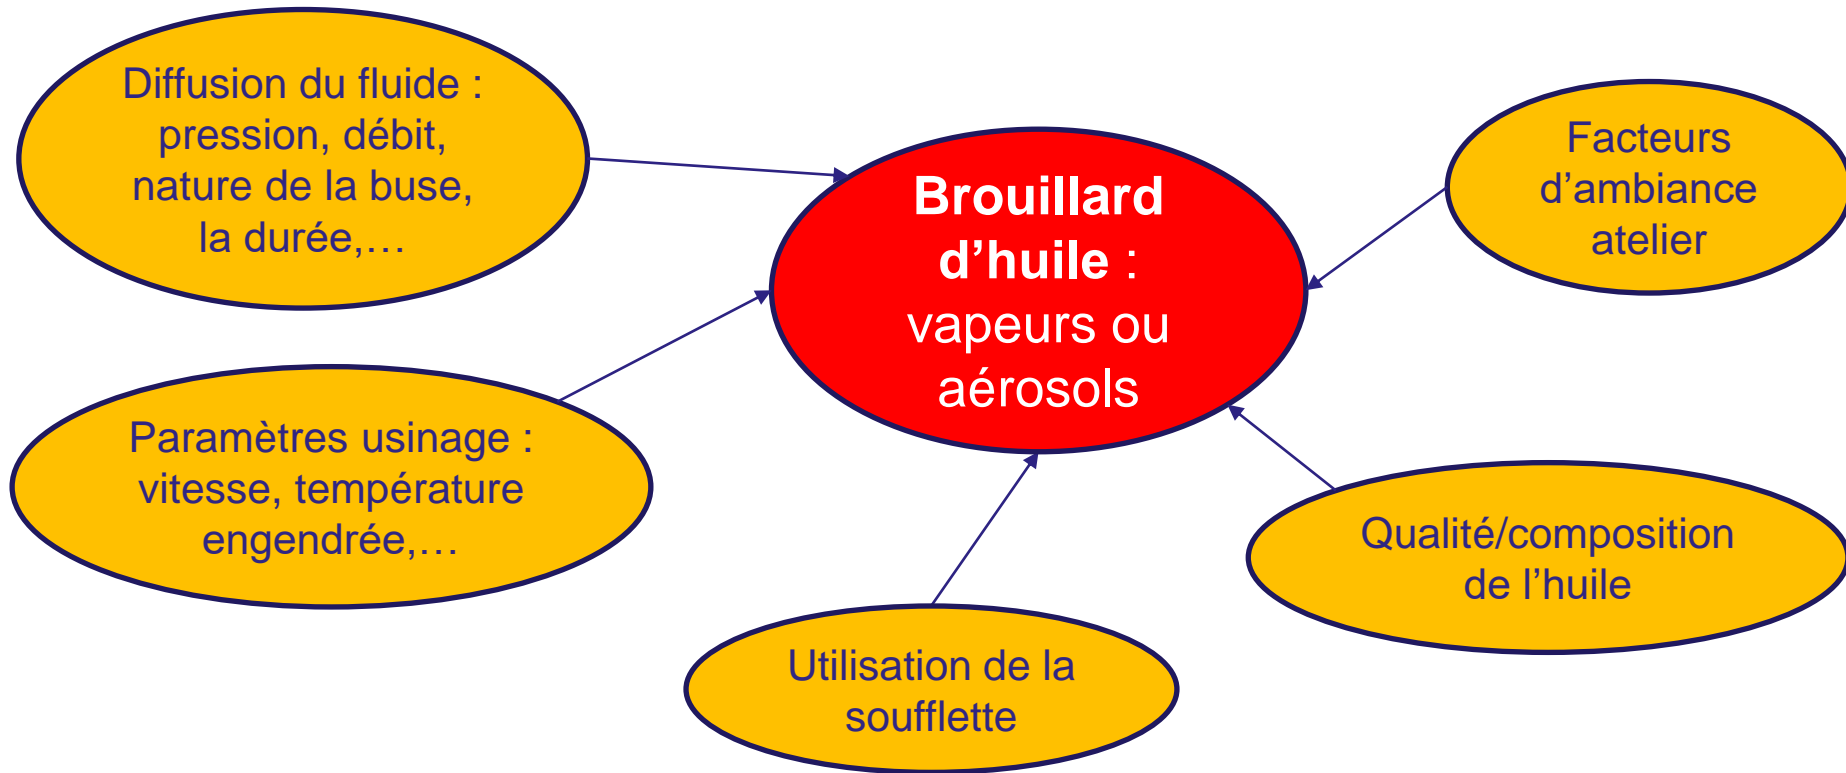 Diffusion du fluide :
pression, débit,
nature de la buse,
la durée,…
Brouillard
d’huile :
vapeurs ou
aérosols
Facteurs
d’ambiance
atelier
Paramètres usinage :
vitesse, température
engendrée,…
Qualité/composition
de l’huile
Utilisation de la
soufflette